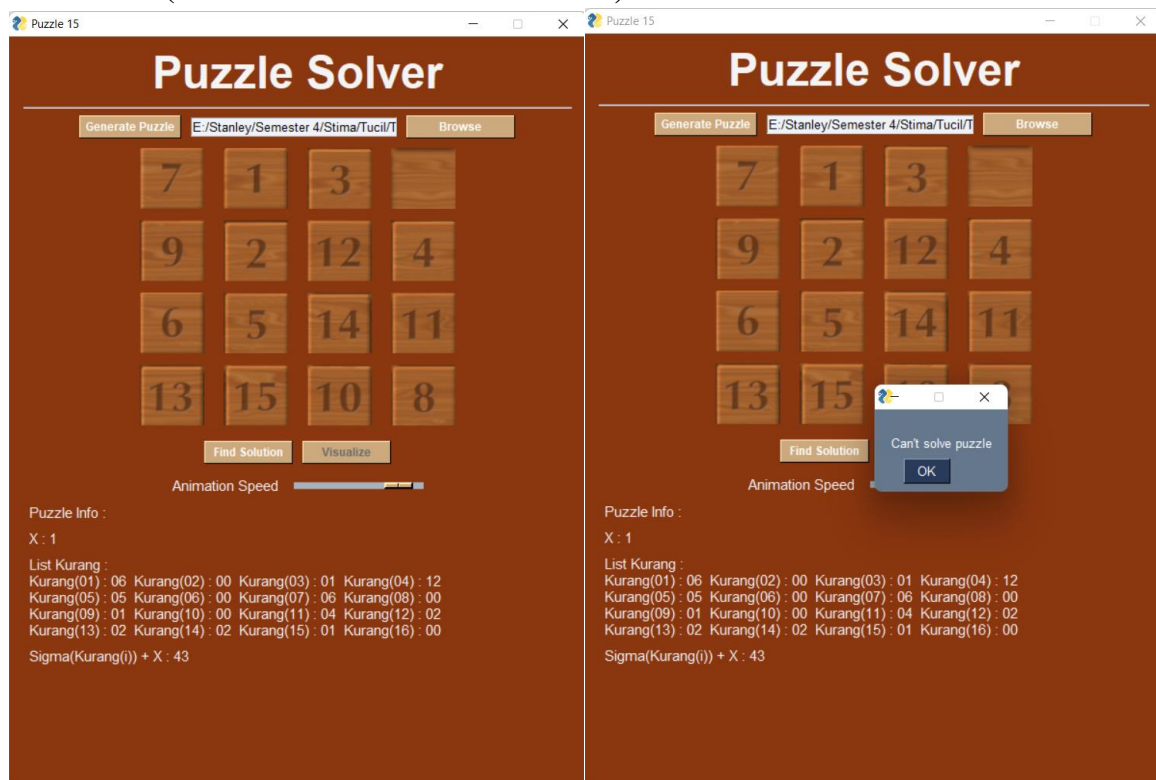 Puzzle 15
Puzzle Solver
Generate Puzzle E:/Stanley/Semester 4/Stima/Tucil/T Browse
7 1 3
9 2 12 4
6 5 14 11
13 15 10 8
Find Solution Visualize
Animation Speed
Puzzle Info :
X : 1
List Kurang :
Kurang(01) : 06 Kurang(02) : 00 Kurang(03) : 01 Kurang(04) : 12
Kurang(05) : 05 Kurang(06) : 00 Kurang(07) : 06 Kurang(08) : 00
Kurang(09) : 01 Kurang(10) : 00 Kurang(11) : 04 Kurang(12) : 02
Kurang(13) : 02 Kurang(14) : 02 Kurang(15) : 01 Kurang(16) : 00
Sigma(Kurang(i)) + X : 43
Puzzle 15
Puzzle Solver
Generate Puzzle E:/Stanley/Semester 4/Stima/Tucil/T Browse
7 1 3
9 2 12 4
6 5 14 11
13 15
Can't solve puzzle
OK
Find Solution
Animation Speed
Puzzle Info :
X : 1
List Kurang :
Kurang(01) : 06 Kurang(02) : 00 Kurang(03) : 01 Kurang(04) : 12
Kurang(05) : 05 Kurang(06) : 00 Kurang(07) : 06 Kurang(08) : 00
Kurang(09) : 01 Kurang(10) : 00 Kurang(11) : 04 Kurang(12) : 02
Kurang(13) : 02 Kurang(14) : 02 Kurang(15) : 01 Kurang(16) : 00
Sigma(Kurang(i)) + X : 43